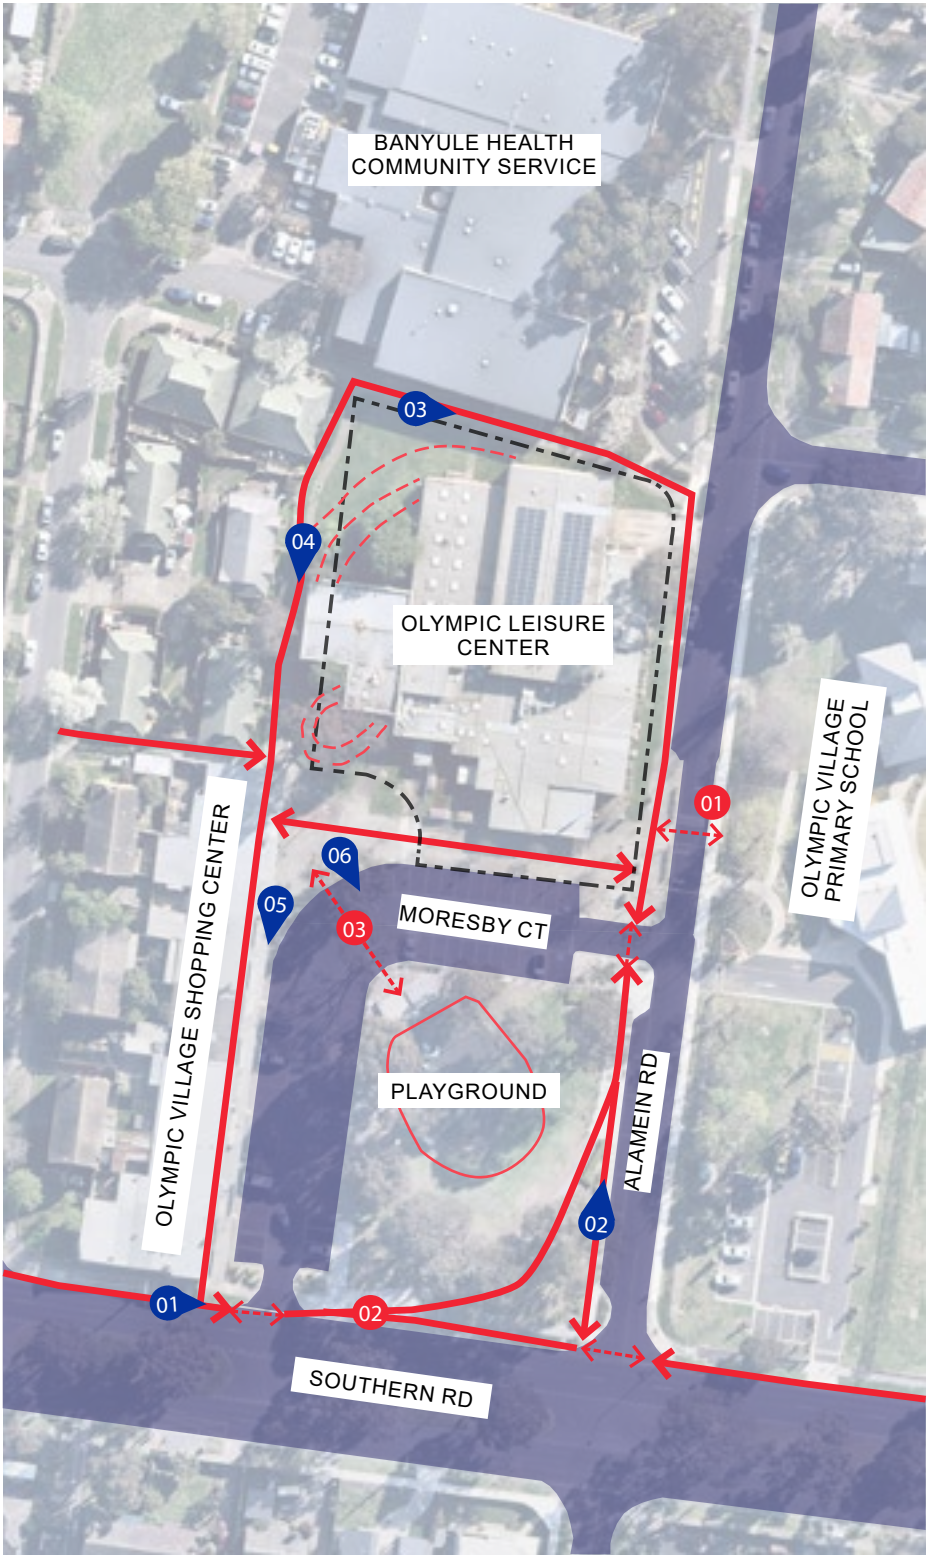 BANYULE HEALTH
COMMUNITY SERVICE
03
04
OLYMPIC LEISURE
CENTER
OLYMPIC VILLAGE
PRIMARY SCHOOL
01
06
05
03
MORESBY CT
OLYMPIC VILLAGE SHOPPING CENTER
PLAYGROUND
ALAMEIN RD
02
01
02
SOUTHERN RD